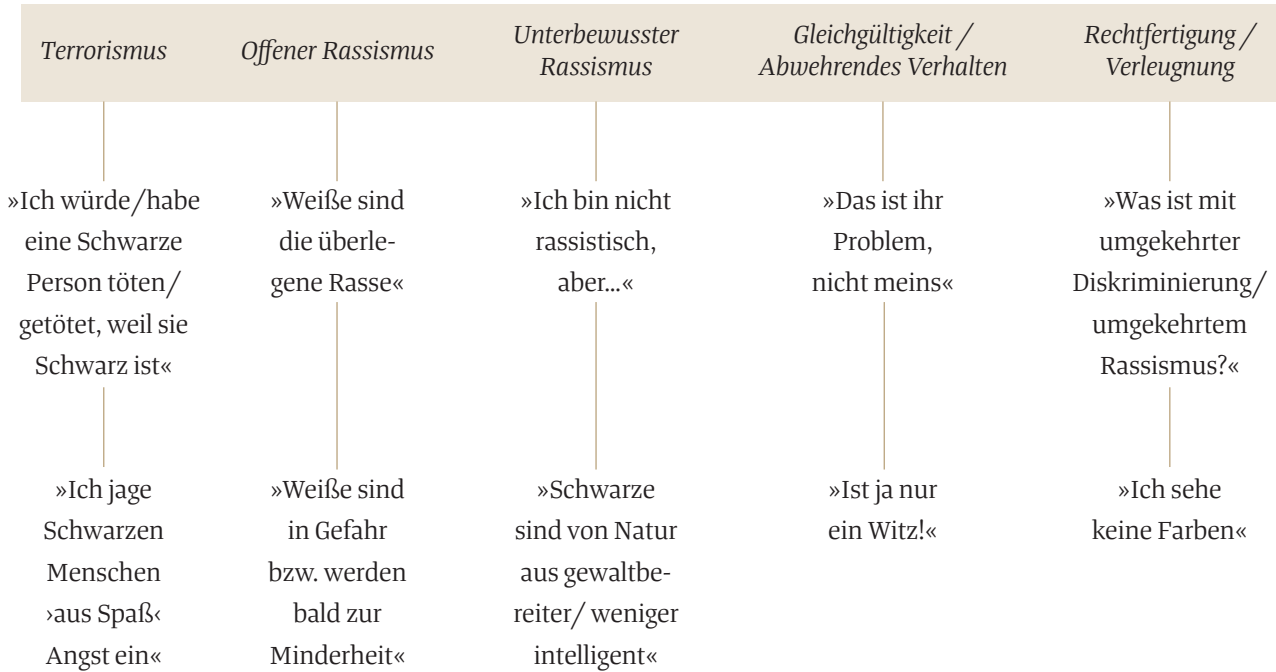 Terrorismus
Offener Rassismus
Unterbewusster
Rassismus
Gleichgültigkeit /
Abwehrendes Verhalten
Rechtfertigung /
Verleugnung
»Ich würde/habe
eine Schwarze
Person töten/
getötet, weil sie
Schwarz ist«
»Weiße sind
die überle-
gene Rasse«
»Ich bin nicht
rassistisch,
aber...«
»Das ist ihr
Problem,
nicht meins«
»Was ist mit
umgekehrter
Diskriminierung/
umgekehrtem
Rassismus?«
»Ich jage
Schwarzen
Menschen
›aus Spaß‹
Angst ein«
»Weiße sind
in Gefahr
bzw. werden
bald zur
Minderheit«
»Schwarze
sind von Natur
aus gewaltbe-
reiter/ weniger
intelligent«
»Ist ja nur
ein Witz!«
»Ich sehe
keine Farben«